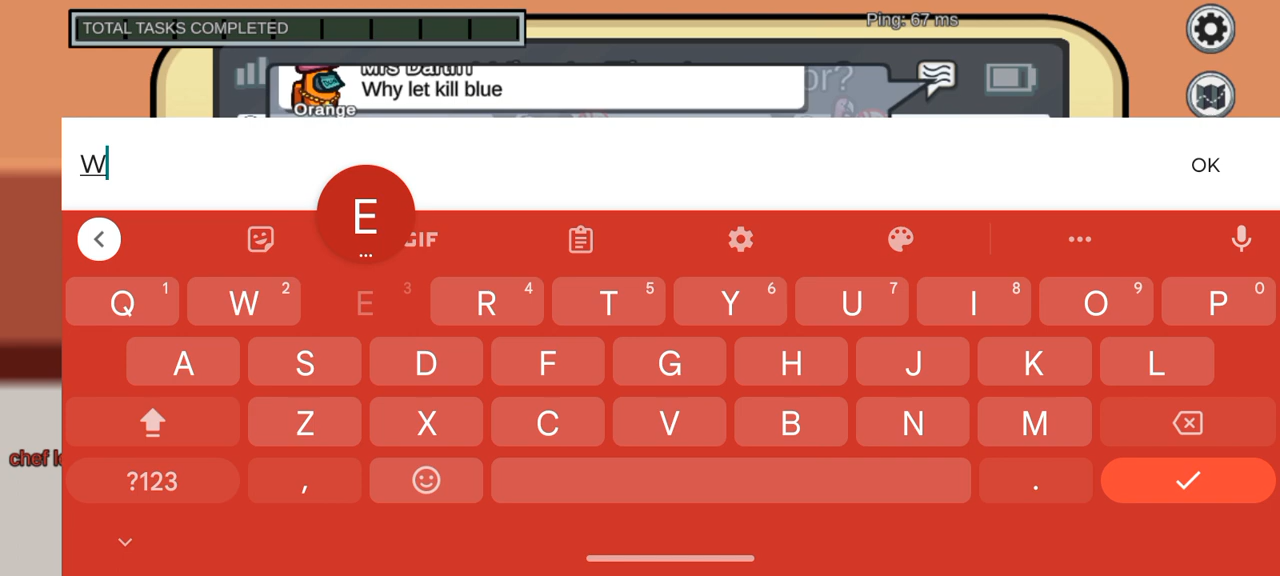 TOTAL TASKS COMPLETED
Ping: 67 ms
or?
Why let kill blue
Orange
W
OK
E
GIF
Q 1 W 2 E 3 R 4 T 5 Y 6 U 7 I 8 O 9 P 0
A S D F G H J K L
Z X C V B N M
chef
?123 , .